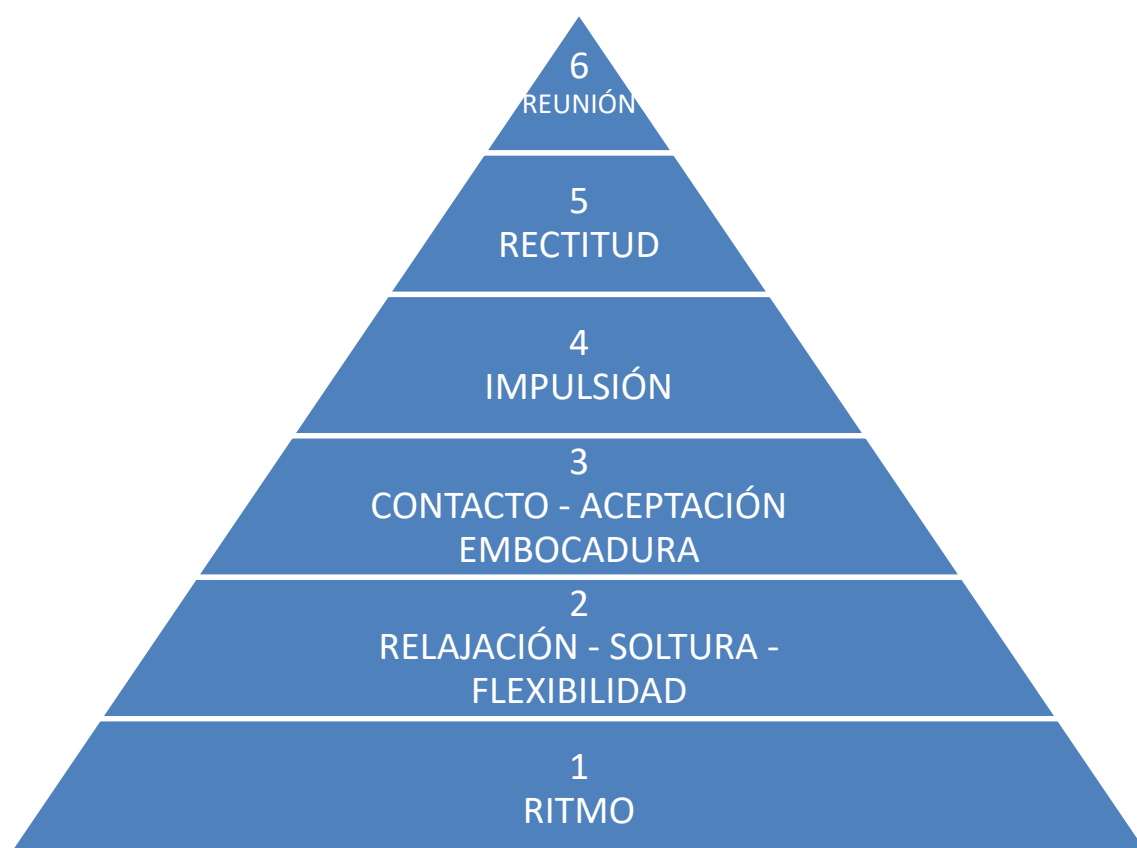 6
REUNIÓN
5
RECTITUD
4
IMPULSIÓN
3
CONTACTO - ACEPTACIÓN
EMBOCADURA
2
RELAJACIÓN - SOLTURA -
FLEXIBILIDAD
1
RITMO